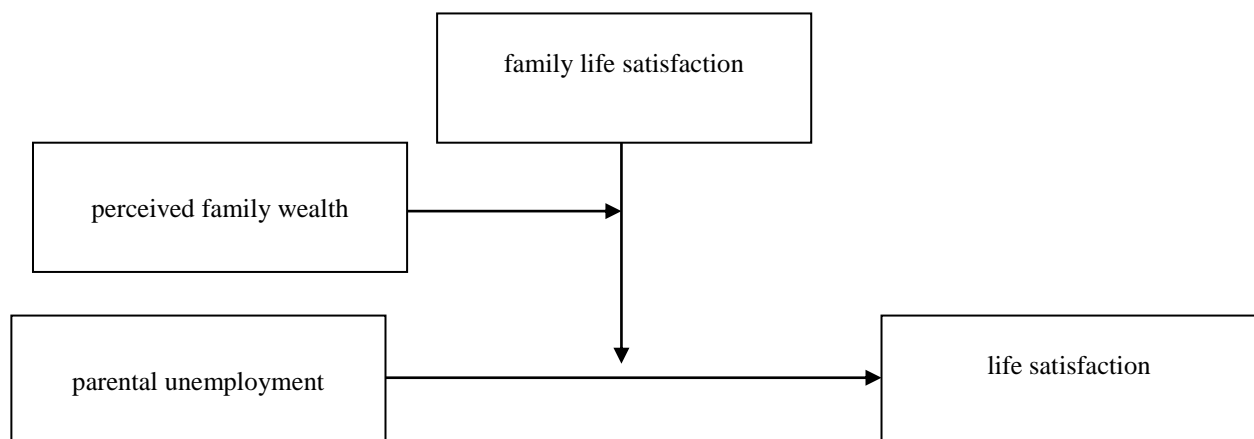 family life satisfaction
perceived family wealth
parental unemployment
life satisfaction